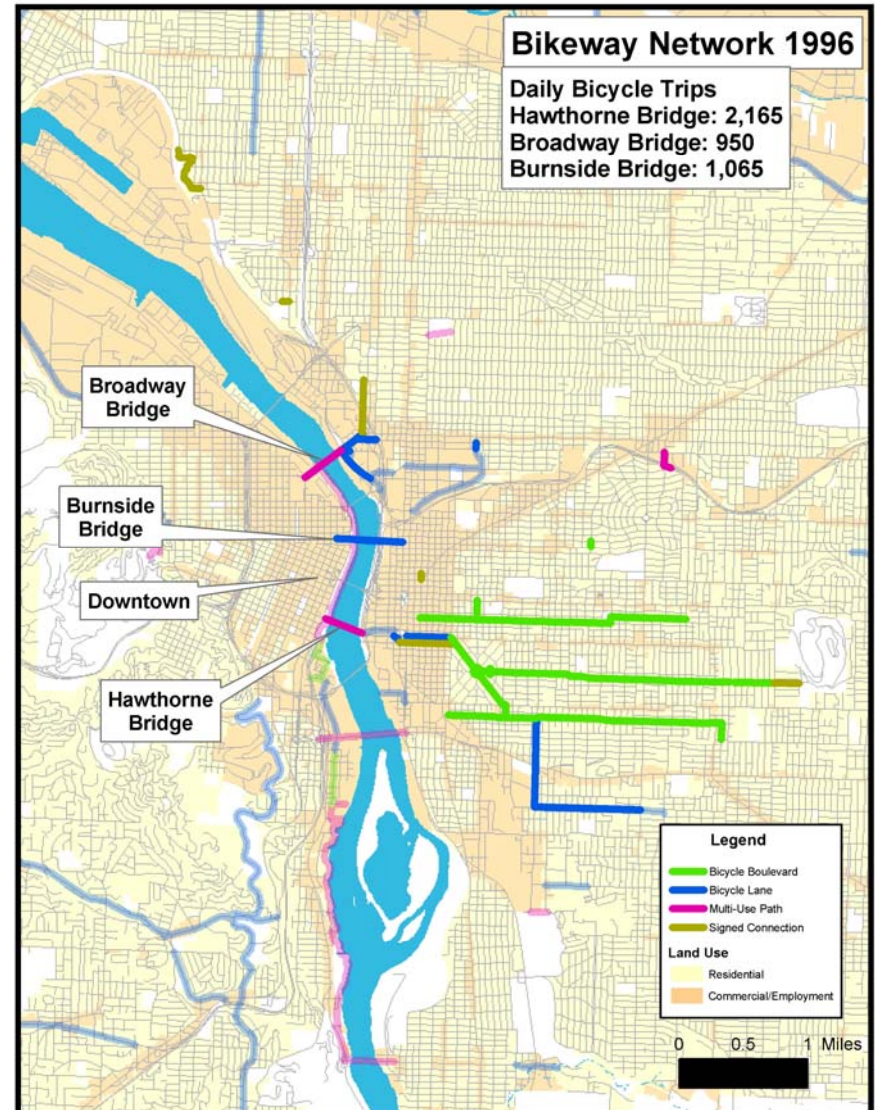 Bikeway Network 1996
Daily Bicycle Trips
Hawthorne Bridge: 2,165
Broadway Bridge: 950
Burnside Bridge: 1,065
Broadway
Bridge
Burnside
Bridge
Downtown
Hawthorne
Bridge
Legend
Bicycle Boulevard
Bicycle Lane
Multi-Use Path
Signed Connection
Land Use
Residential
Commercial/Employment
0 0.5 1 Miles